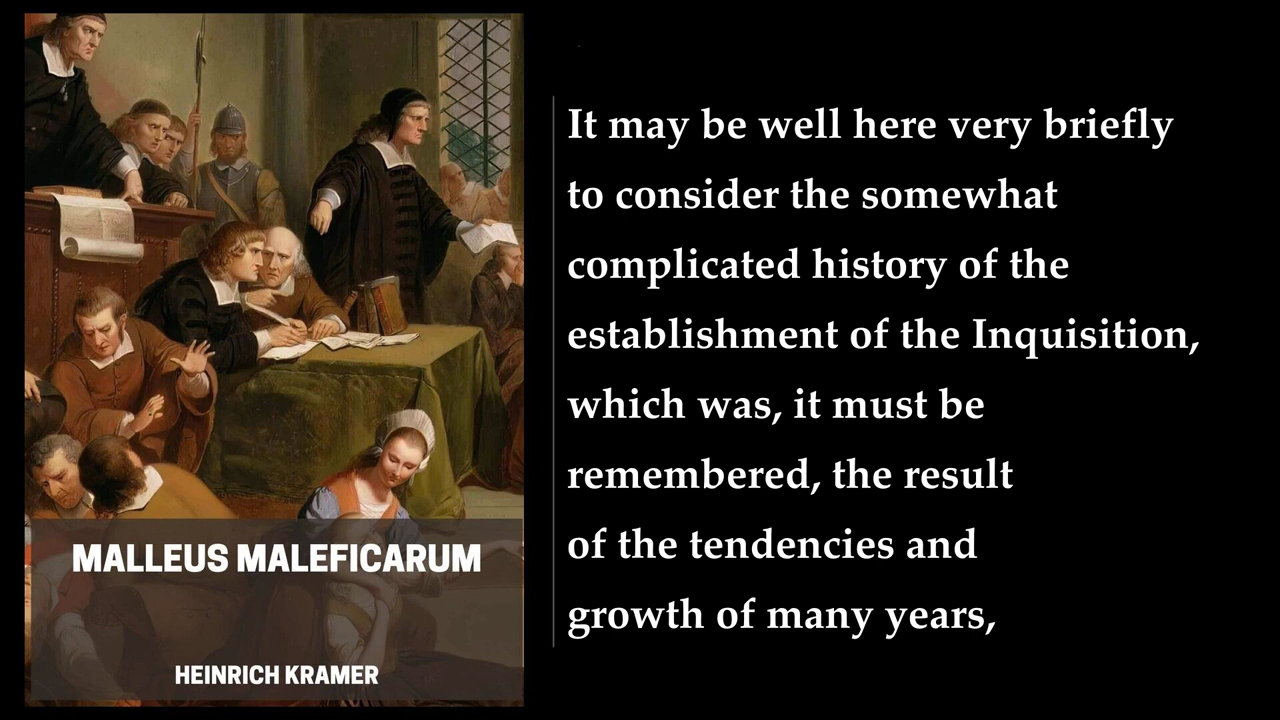 MALLEUS MALEFICARUM
HEINRICH KRAMER
It may be well here very briefly
to consider the somewhat
complicated history of the
establishment of the Inquisition,
which was, it must be
remembered, the result
of the tendencies and
growth of many years,